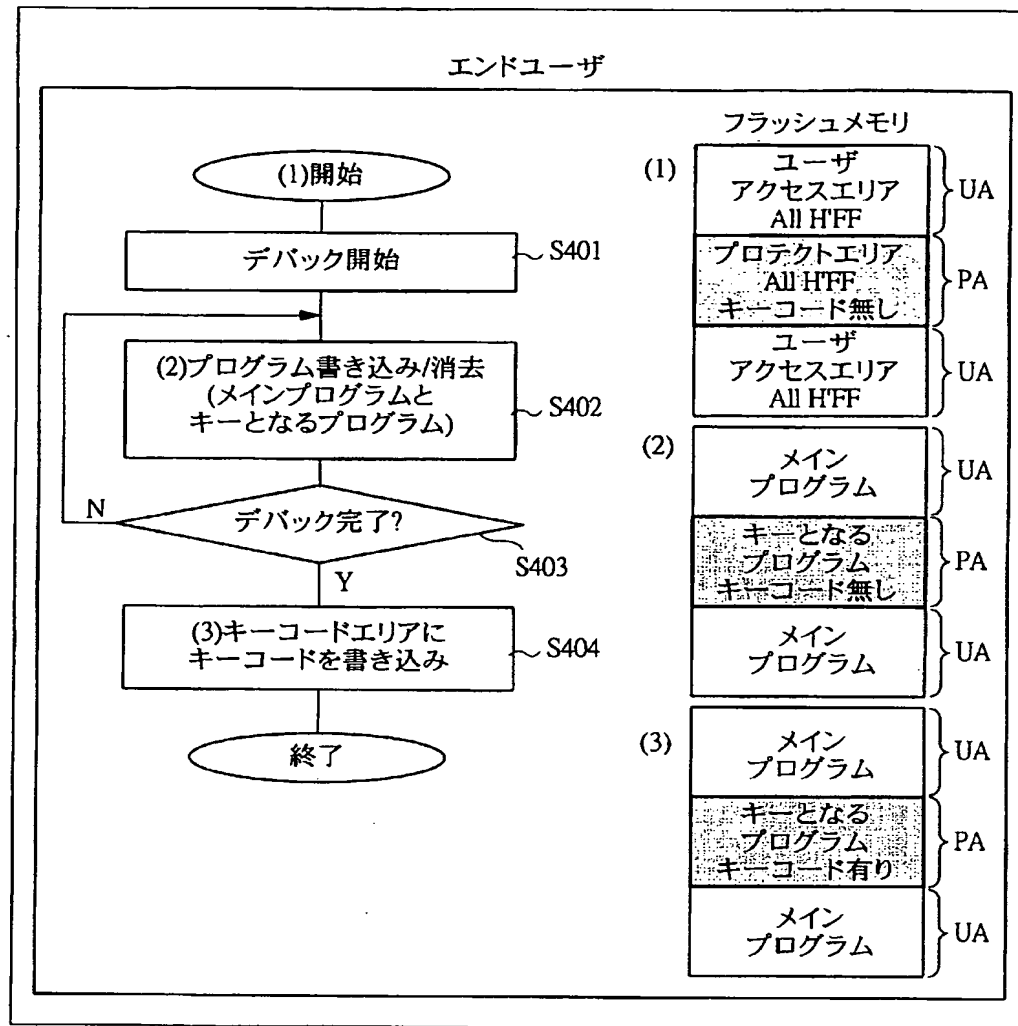 エンドユーザ
(1)開始
デバック開始
S401
(2)プログラム書き込み/消去
(メインプログラムと
キーとなるプログラム)
S402
N
デバック完了?
S403
Y
(3)キーコードエリアに
キーコードを書き込み
S404
終了
フラッシュメモリ
(1)
ユーザ
アクセスエリア
All H'FF
UA
プロテクトエリア
All H'FF
キーコード無し
PA
ユーザ
アクセスエリア
All H'FF
UA
(2)
メイン
プログラム
UA
キーとなる
プログラム
キーコード無し
PA
メイン
プログラム
UA
(3)
メイン
プログラム
UA
キーとなる
プログラム
キーコード有り
PA
メイン
プログラム
UA